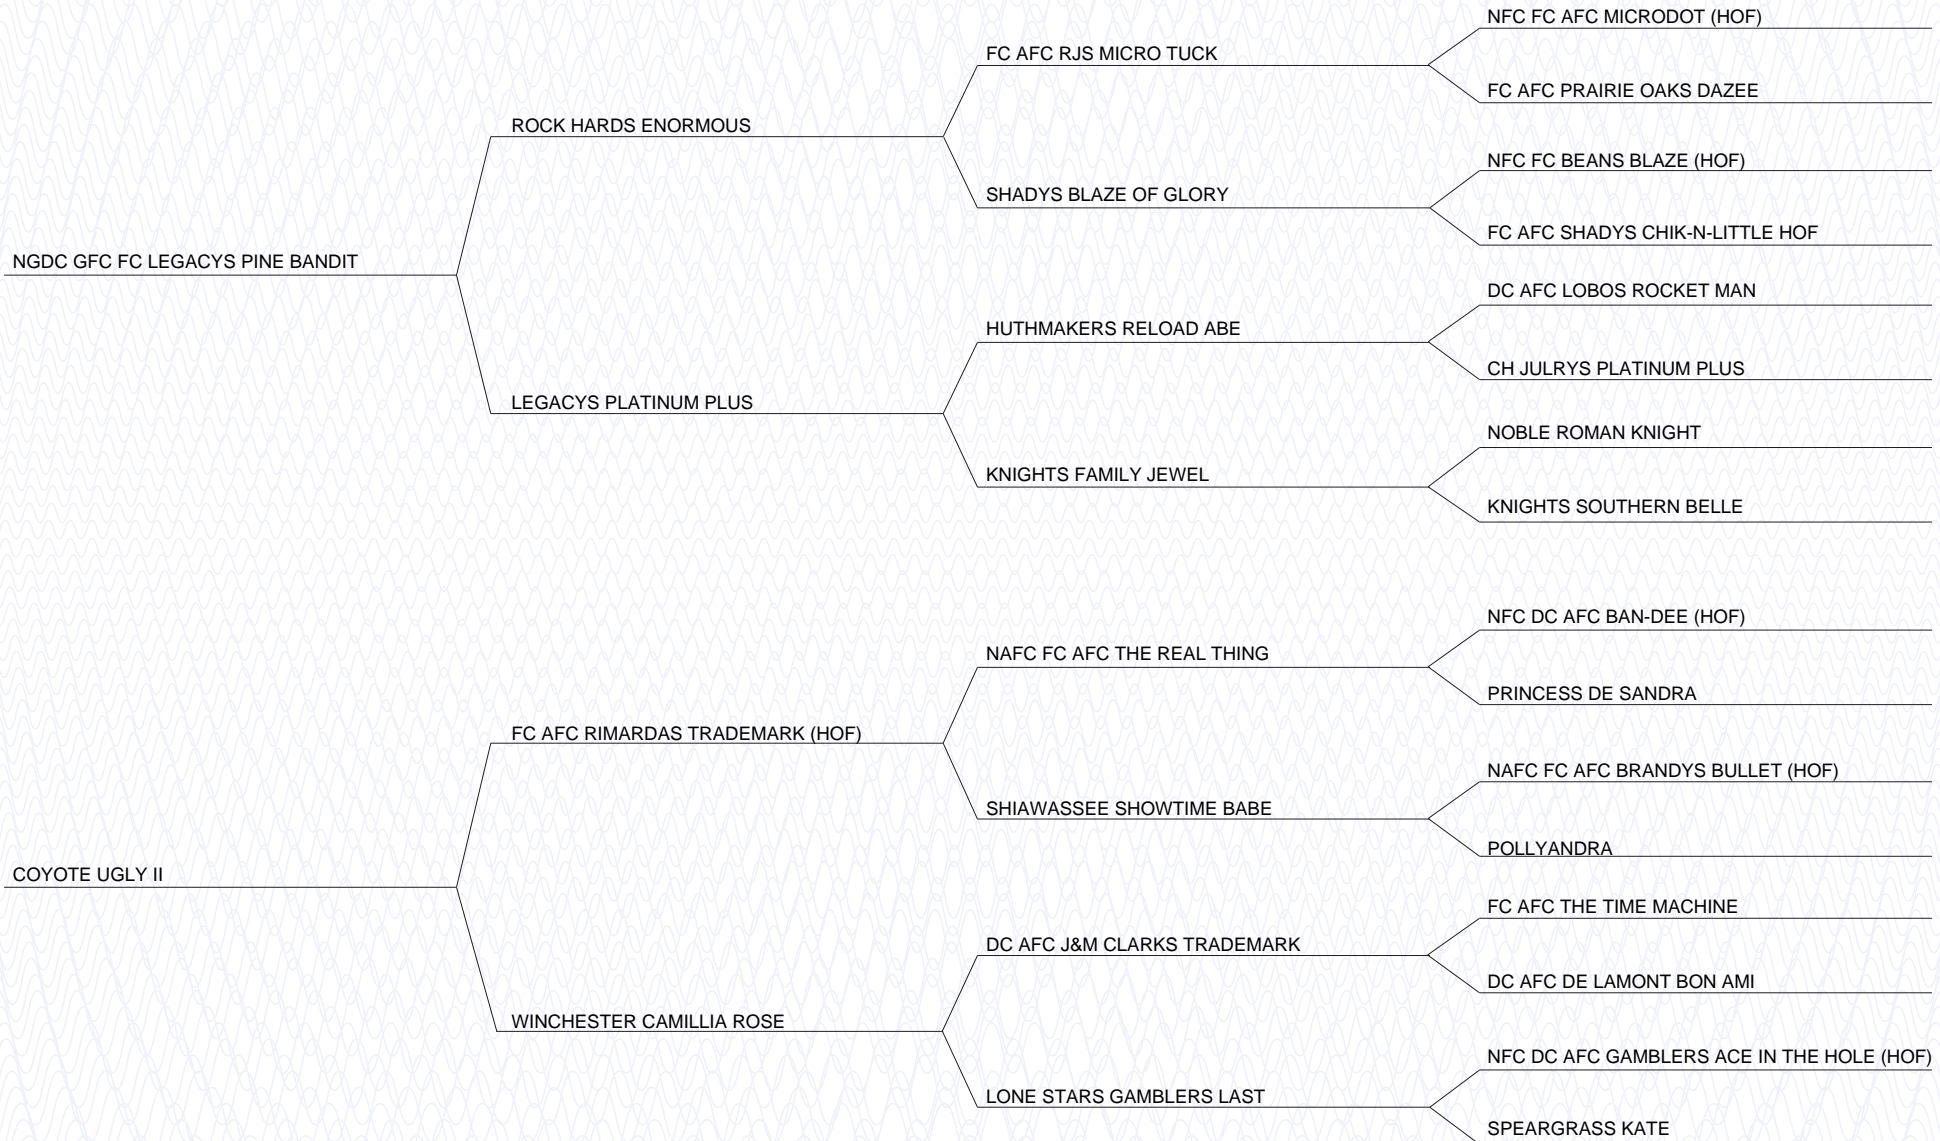 NFC FC AFC MICRODOT (HOF)
FC AFC RJS MICRO TUCK
FC AFC PRAIRIE OAKS DAZEE
ROCK HARDS ENORMOUS
NFC FC BEANS BLAZE (HOF)
SHADYS BLAZE OF GLORY
FC AFC SHADYS CHIK-N-LITTLE HOF
NGDC GFC FC LEGACYS PINE BANDIT
DC AFC LOBOS ROCKET MAN
HUTHMAKERS RELOAD ABE
CH JULRYS PLATINUM PLUS
LEGACYS PLATINUM PLUS
NOBLE ROMAN KNIGHT
KNIGHTS FAMILY JEWEL
KNIGHTS SOUTHERN BELLE
NFC DC AFC BAN-DEE (HOF)
NAFC FC AFC THE REAL THING
PRINCESS DE SANDRA
FC AFC RIMARDAS TRADEMARK (HOF)
NAFC FC AFC BRANDYS BULLET (HOF)
SHIAWASSEE SHOWTIME BABE
POLLYANDRA
COYOTE UGLY II
FC AFC THE TIME MACHINE
DC AFC J&M CLARKS TRADEMARK
DC AFC DE LAMONT BON AMI
WINCHESTER CAMILLIA ROSE
NFC DC AFC GAMBLERS ACE IN THE HOLE (HOF)
LONE STARS GAMBLERS LAST
SPEARGRASS KATE